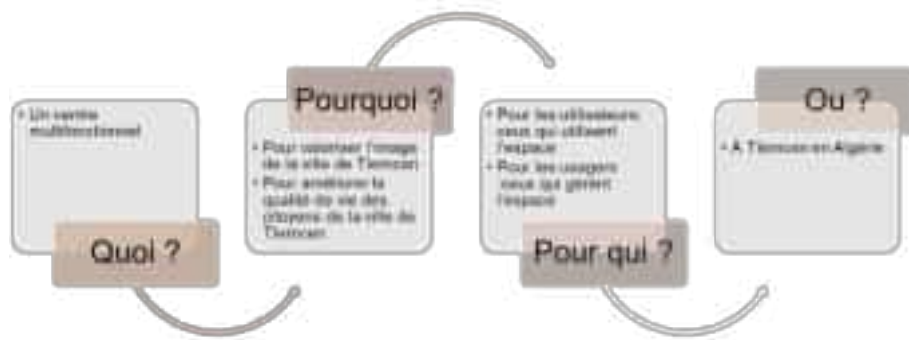 • Un centre
multifonctionnel
Quoi ?
Pourquoi ?
• Pour valoriser l'image
de la ville de Tlemcen
• Pour améliorer la
qualité de vie des
citoyens de la ville de
Tlemcen
• Pour les utilisateurs:
ceux qui utilisent
l'espace
• Pour les usagers
ceux qui gèrent
l'espace
Pour qui ?
Ou ?
• A Tlemcen en Algérie